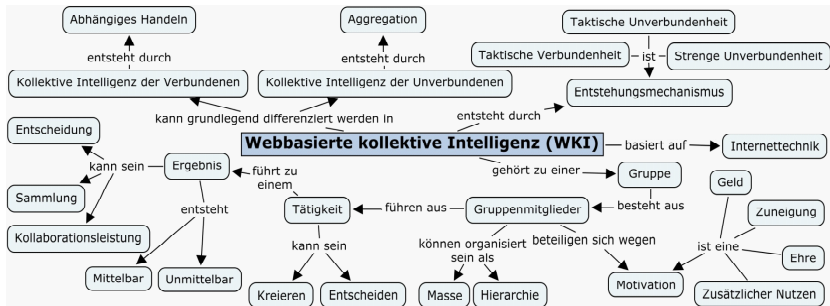 Abhängiges Handeln
Aggregation
Taktische Unverbundenheit
entsteht durch
entsteht durch
Taktische Verbundenheit
ist
Strenge Unverbundenheit
Kollektive Intelligenz der Verbundenen
Kollektive Intelligenz der Unverbundenen
Entstehungsmechanismus
kann grundlegend differenziert werden in
entsteht durch
Entscheidung
Webbasierte kollektive Intelligenz (WKI)
basiert auf
Internettechnik
kann sein
Ergebnis
führt zu
einem
gehört zu einer
Gruppe
Geld
Sammlung
entsteht
Tätigkeit
führen aus
Gruppenmitglieder
besteht aus
Zuneigung
Kollaborationsleistung
kann sein
können organisiert
sein als
beteiligen sich wegen
ist eine
Ehre
Mittelbar
Unmittelbar
Kreieren
Entscheiden
Masse
Hierarchie
Motivation
Zusätzlicher Nutzen